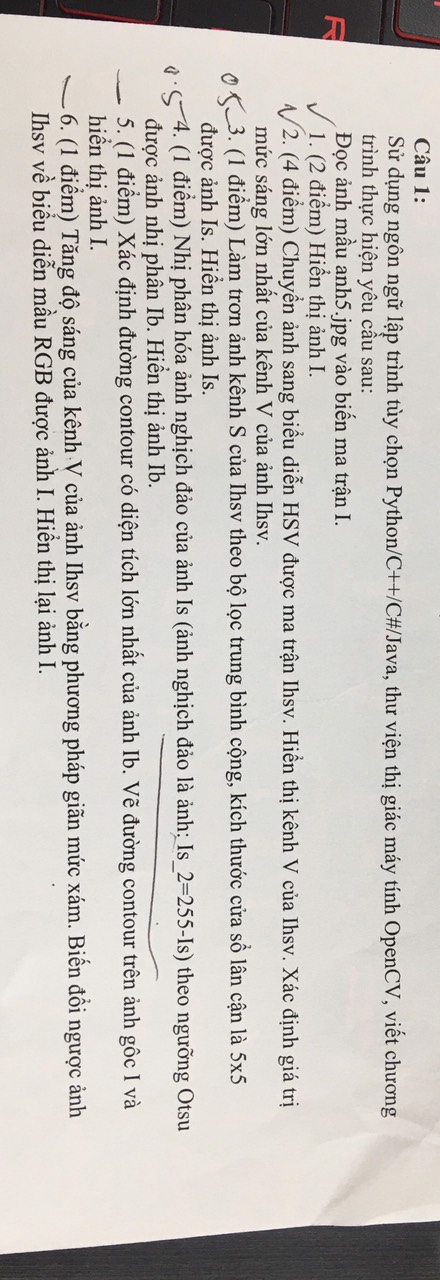 Câu 1:
Sử dụng ngôn ngữ lập trình tùy chọn Python/C++/C#/Java, thư viện thị giác máy tính OpenCV, viết chương
trình thực hiện yêu cầu sau:
Đọc ảnh mầu anh5.jpg vào biến ma trận I.
R
1. (2 điểm) Hiển thị ảnh I.
2. (4 điểm) Chuyển ảnh sang biểu diễn HSV được ma trận Ihsv. Hiển thị kênh V của Ihsv. Xác định giá trị
mức sáng lớn nhất của kênh V của ảnh Ihsv.
05 3. (1 điểm) Làm trơn ảnh kênh S của Ihsv theo bộ lọc trung bình cộng, kích thước cửa sổ lân cận là 5x5
được ảnh Is. Hiển thị ảnh Is.
0.5 4. (1 điểm) Nhị phân hóa ảnh nghịch đảo của ảnh Is (ảnh nghịch đảo là ảnh: Is_2=255-Is) theo ngưỡng Otsu
được ảnh nhị phân Ib. Hiển thị ảnh Ib.
5. (1 điểm) Xác định đường contour có diện tích lớn nhất của ảnh Ib. Vẽ đường contour trên ảnh gôc I và
hiển thị ảnh I.
6. (1 điểm) Tăng độ sáng của kênh V của ảnh Ihsv bằng phương pháp giãn mức xám. Biến đổi ngược ảnh
Ihsv về biểu diễn mầu RGB được ảnh I. Hiển thị lại ảnh I.